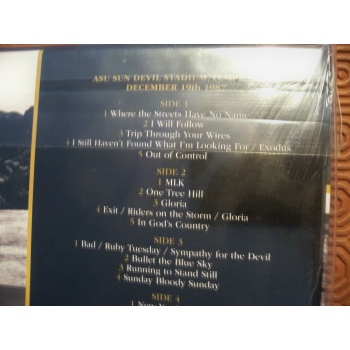 ASU SUN DEVIL STADIUM, TEMPE
DECEMBER 19th 1987
SIDE 1
1 Where the Streets Have No Name
2 I Will Follow
3 Trip Through Your Wires
4 I Still Haven't Found What I'm Looking For / Exodus
5 Out of Control
SIDE 2
1 MLK
2 One Tree Hill
3 Gloria
4 Exit / Riders on the Storm / Gloria
5 In God's Country
SIDE 3
1 Bad / Ruby Tuesday / Sympathy for the Devil
2 Bullet the Blue Sky
3 Running to Stand Still
4 Sunday Bloody Sunday
SIDE 4